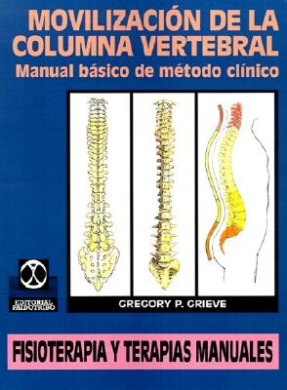 MOVILIZACIÓN DE LA
COLUMNA VERTEBRAL
Manual básico de método clínico
EDITORIAL
PAIDOTRIBO
GREGORY P. GRIEVE
FISIOTERAPIA Y TERAPIAS MANUALES